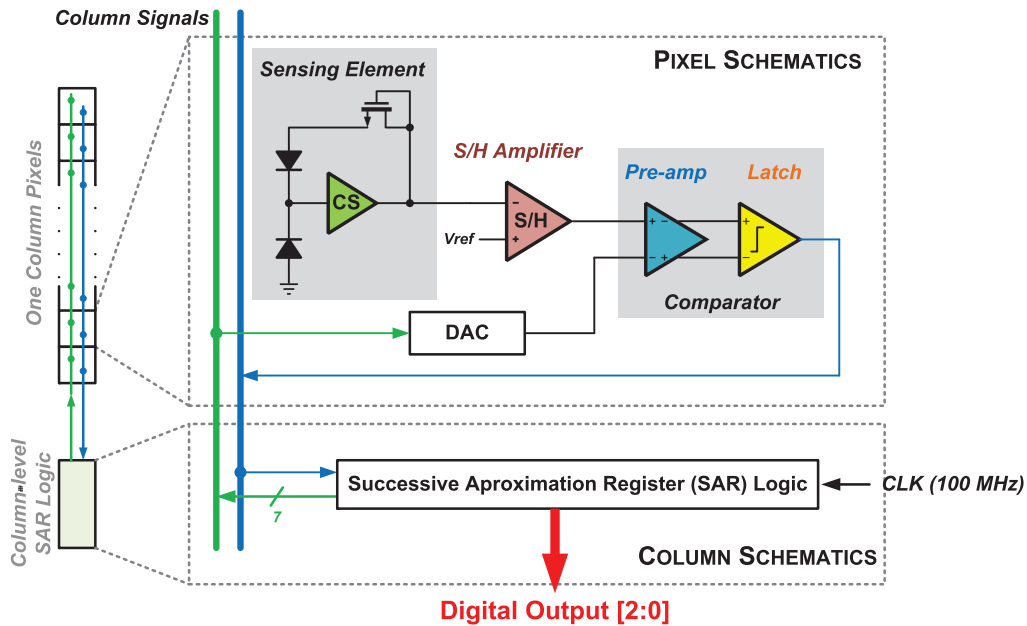 Column Signals
PIXEL SCHEMATICS
Sensing Element
S/H Amplifier
Pre-amp
Latch
CS
S/H
Vref
−
+
+ −
− +
+
−
Comparator
DAC
One Column Pixels
Column-level
SAR Logic
Successive Aproximation Register (SAR) Logic
CLK (100 MHz)
7
COLUMN SCHEMATICS
Digital Output [2:0]